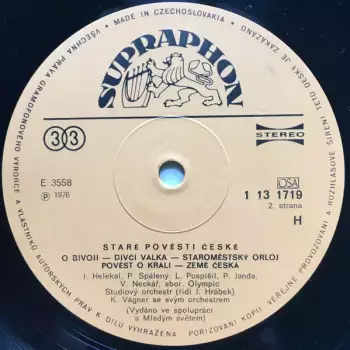 • MADE IN CZECHOSLOVAKIA •
VŠECHNA PRÁVA GRAMOFONOVÉHO VÝROBCE A VLASTNÍKŮ AUTORSKÝCH PRÁV K DÍLU VYHRAŽENA
POŘIZOVÁNÍ KOPIÍ, VEŘEJNÉ PROVOZOVÁNÍ A ROZHLASOVÉ ŠÍŘENÍ TÉTO DESKY JE ZAKÁZÁNO
SUPRAPHON
33
STEREO
E 3558
Ⓟ 1976
OSA
1 13 1719
2. strana
H
STARÉ POVĚSTI ČESKÉ
O BIVOJI — DÍVČÍ VÁLKA — STAROMĚSTSKÝ ORLOJ
POVĚST O KRÁLI — ZEMĚ ČESKÁ
J. Helekal, P. Spálený, L. Pospíšil, P. Janda,
V. Neckář, sbor, Olympic
Studiový orchestr (řídí J. Hrábek)
K. Vágner se svým orchestrem
(Vydáno ve spolupráci
s Mladým světem)